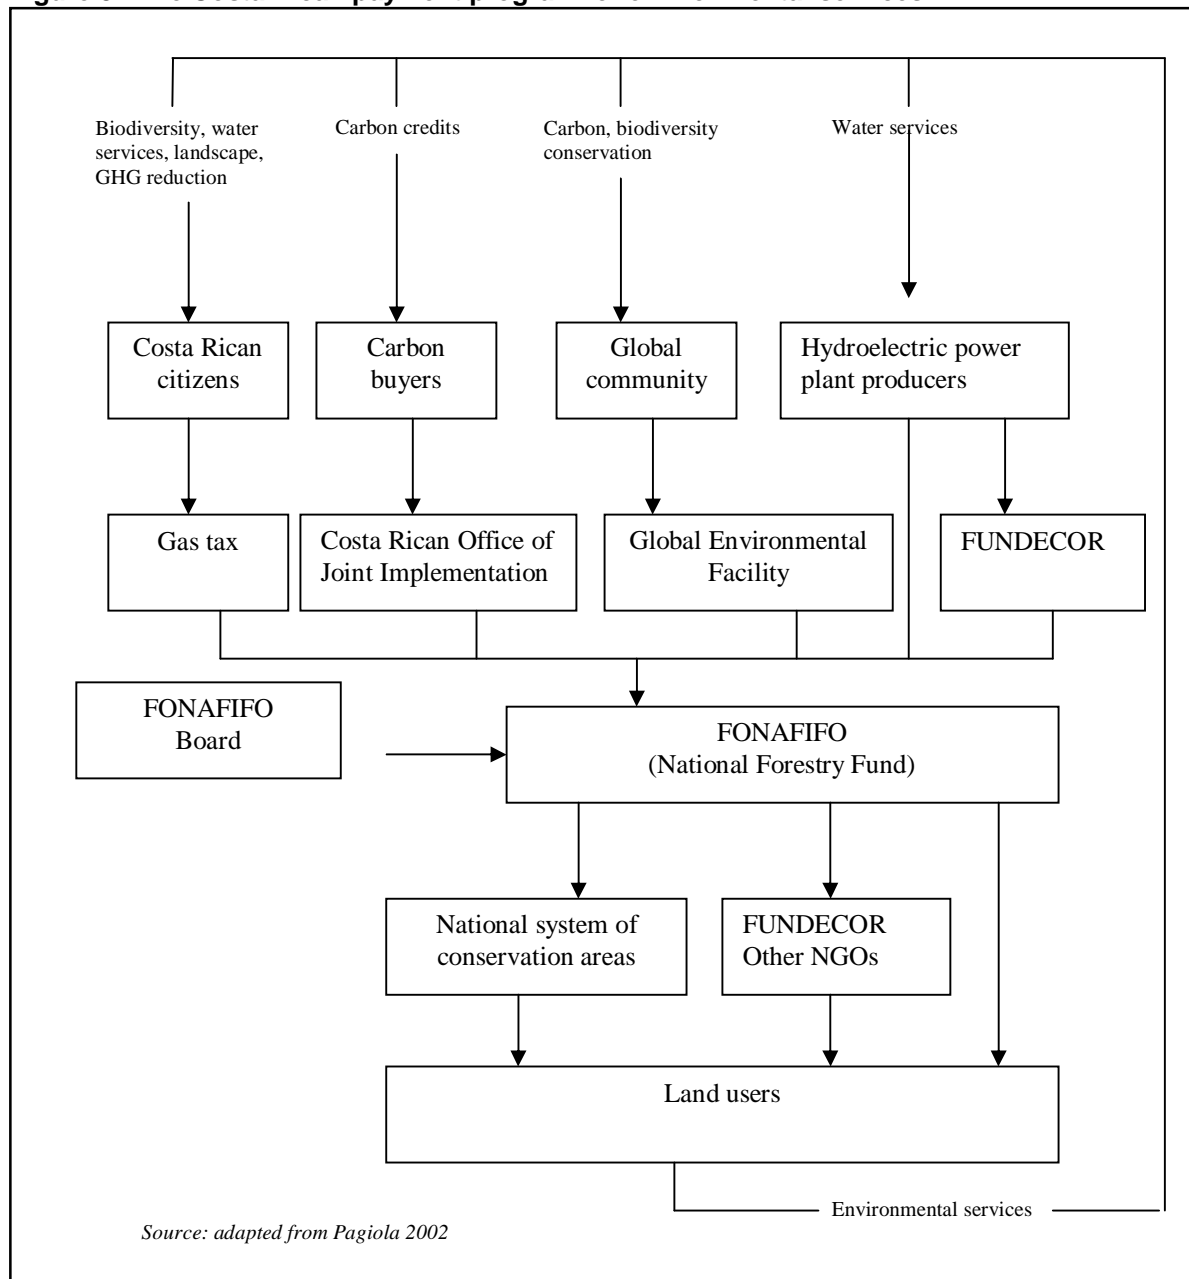 Biodiversity, water
services, landscape,
GHG reduction
Carbon credits
Carbon, biodiversity
conservation
Water services
Costa Rican
citizens
Carbon
buyers
Global
community
Hydroelectric power
plant producers
Gas tax
Costa Rican Office of
Joint Implementation
Global Environmental
Facility
FUNDECOR
FONAFIFO
Board
FONAFIFO
(National Forestry Fund)
National system of
conservation areas
FUNDECOR
Other NGOs
Land users
Environmental services
Source: adapted from Pagiola 2002